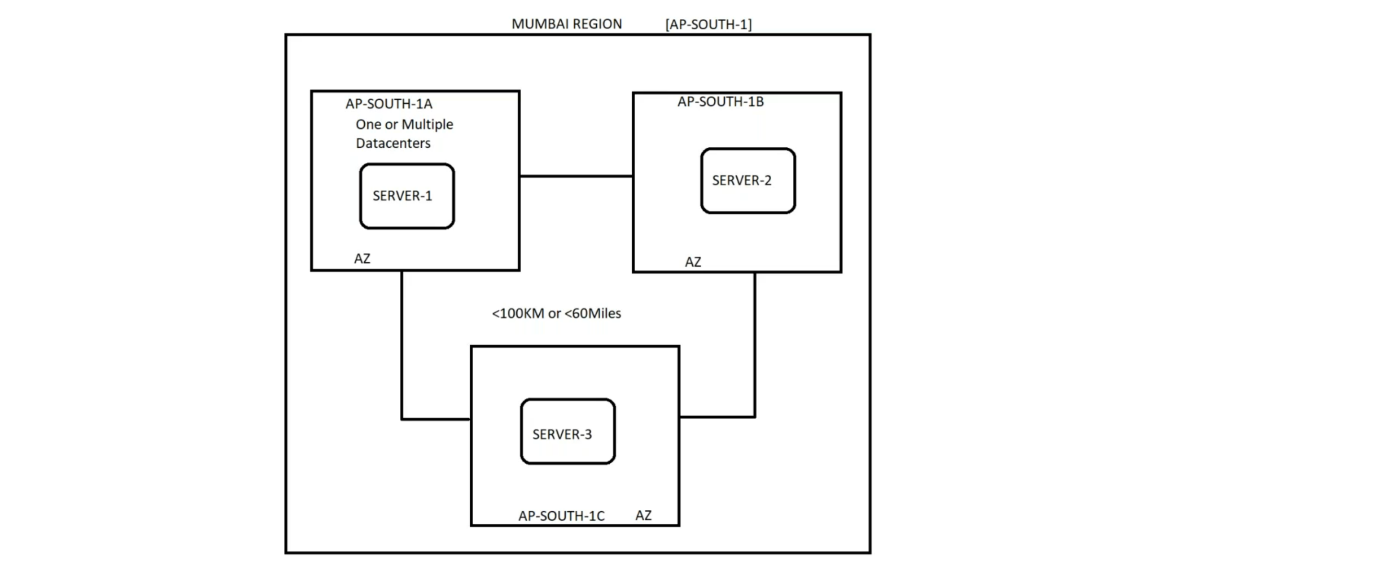 MUMBAI REGION [AP-SOUTH-1]
AP-SOUTH-1A
One or Multiple
Datacenters
SERVER-1
AZ
AP-SOUTH-1B
SERVER-2
AZ
<100KM or <60Miles
SERVER-3
AP-SOUTH-1C AZ